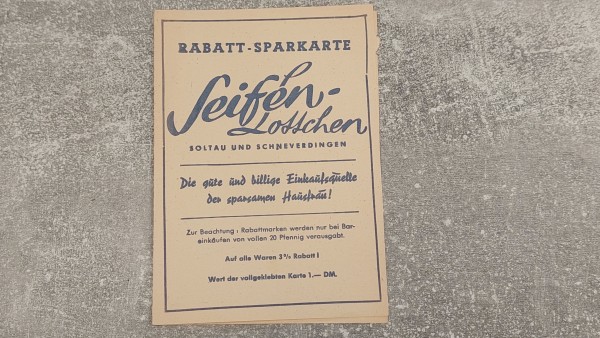 RABATT-SPARKARTE
Seifen-
Lottchen
SOLTAU UND SCHNEVERDINGEN
Die gute und billige Einkaufsquelle
der sparsamen Hausfrau!
Zur Beachtung: Rabattmarken werden nur bei Bar-
einkäufen von vollen 20 Pfennig verausgabt.
Auf alle Waren 3% Rabatt!
Wert der vollgeklebten Karte 1.— DM.